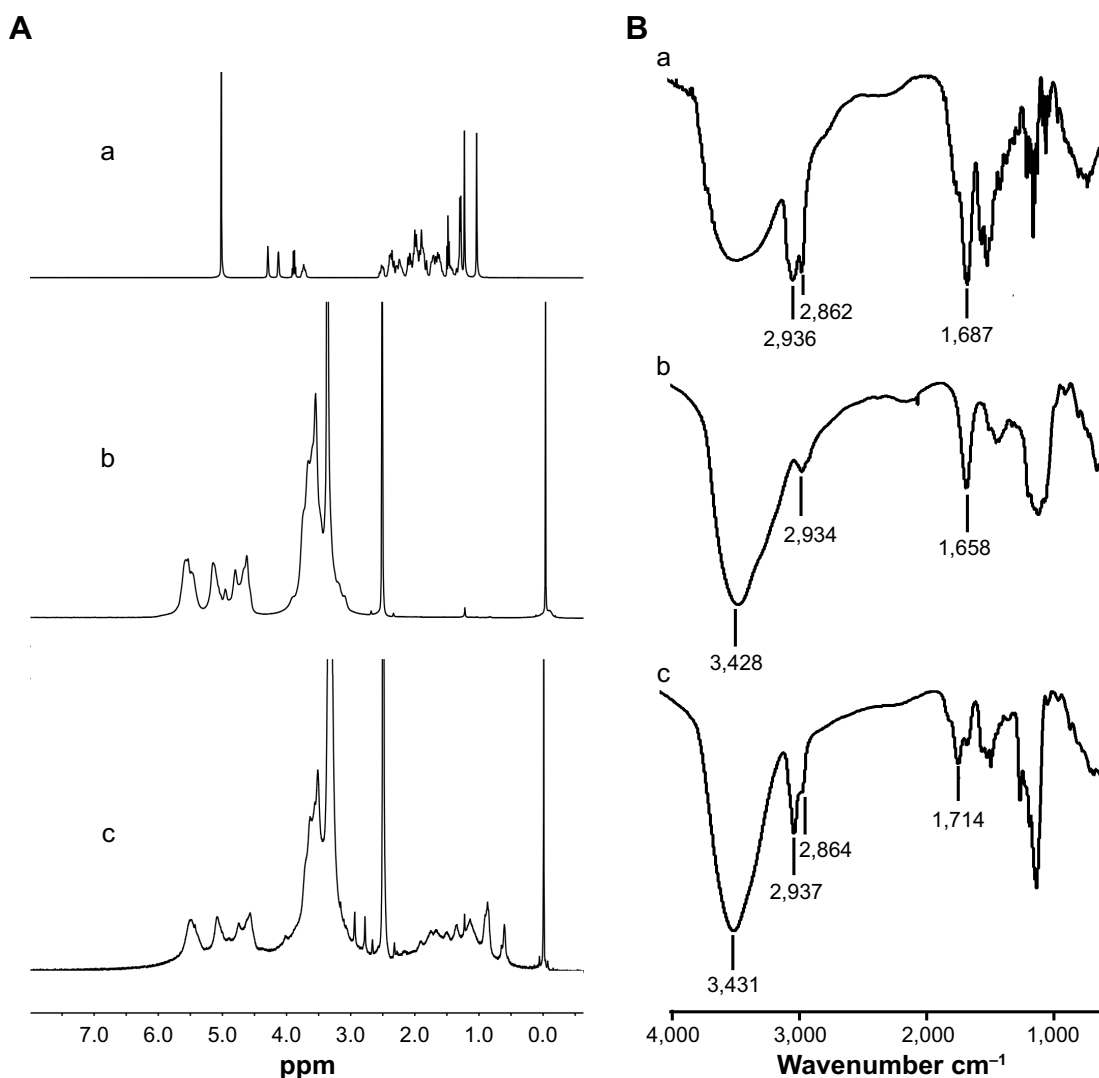 A
B
a
a
2,862
2,936
1,687
b
b
2,934
1,658
3,428
c
c
1,714
2,864
2,937
3,431
7.0 6.0 5.0 4.0 3.0 2.0 1.0 0.0
ppm
4,000 3,000 2,000 1,000
Wavenumber cm⁻¹